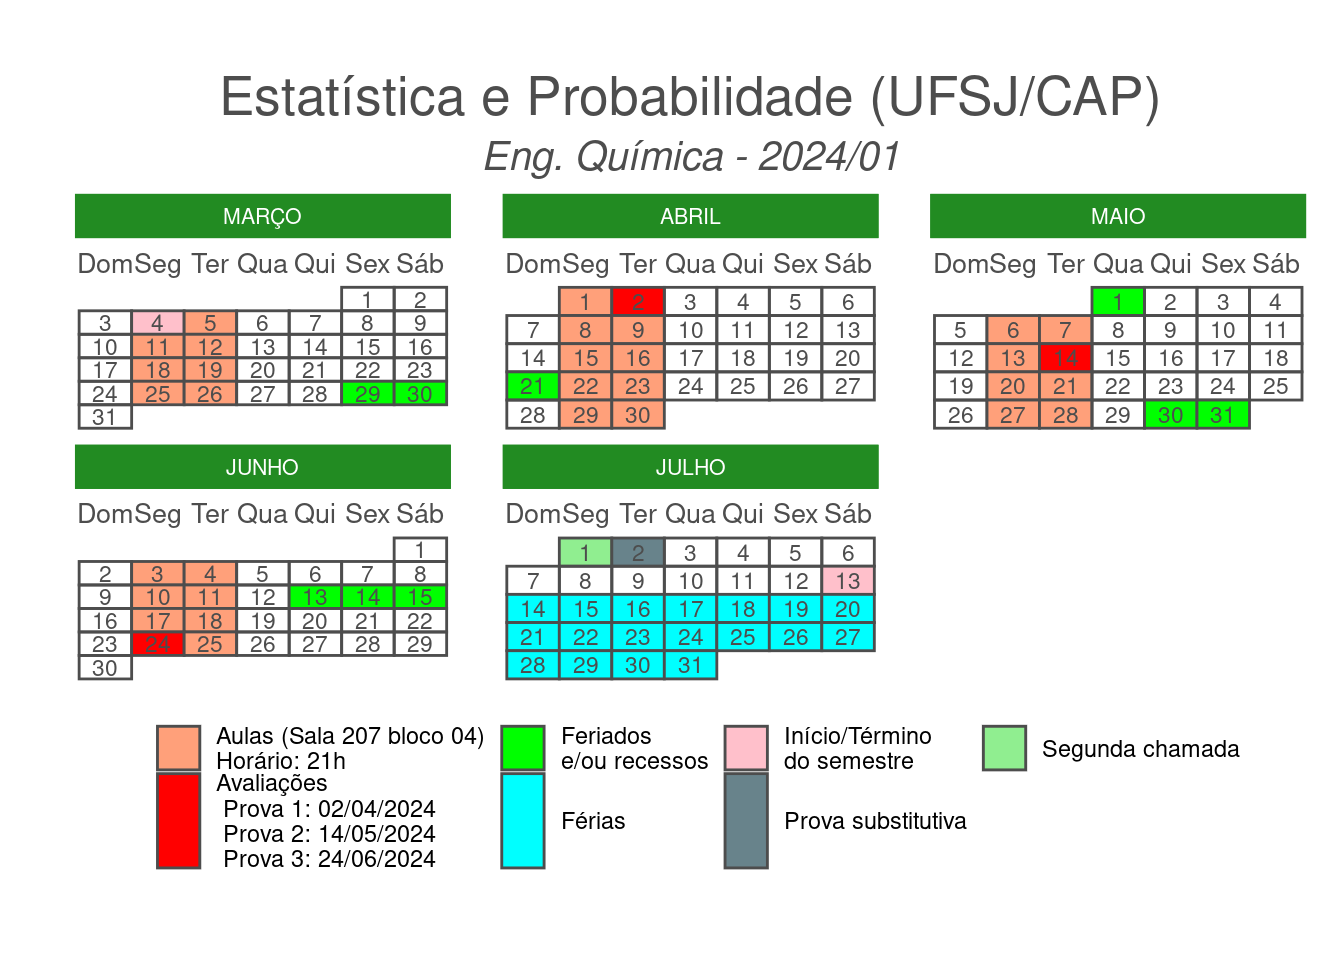 Estatística e Probabilidade (UFSJ/CAP)
Eng. Química - 2024/01
MARÇO
Dom Seg Ter Qua Qui Sex Sáb
1 2
3 4 5 6 7 8 9
10 11 12 13 14 15 16
17 18 19 20 21 22 23
24 25 26 27 28 29 30
31
ABRIL
Dom Seg Ter Qua Qui Sex Sáb
1 2 3 4 5 6
7 8 9 10 11 12 13
14 15 16 17 18 19 20
21 22 23 24 25 26 27
28 29 30
MAIO
Dom Seg Ter Qua Qui Sex Sáb
1 2 3 4
5 6 7 8 9 10 11
12 13 14 15 16 17 18
19 20 21 22 23 24 25
26 27 28 29 30 31
JUNHO
Dom Seg Ter Qua Qui Sex Sáb
1
2 3 4 5 6 7 8
9 10 11 12 13 14 15
16 17 18 19 20 21 22
23 24 25 26 27 28 29
30
JULHO
Dom Seg Ter Qua Qui Sex Sáb
1 2 3 4 5 6
7 8 9 10 11 12 13
14 15 16 17 18 19 20
21 22 23 24 25 26 27
28 29 30 31
Aulas (Sala 207 bloco 04)
Horário: 21h
Avaliações
Prova 1: 02/04/2024
Prova 2: 14/05/2024
Prova 3: 24/06/2024
Feriados
e/ou recessos
Férias
Início/Término
do semestre
Prova substitutiva
Segunda chamada